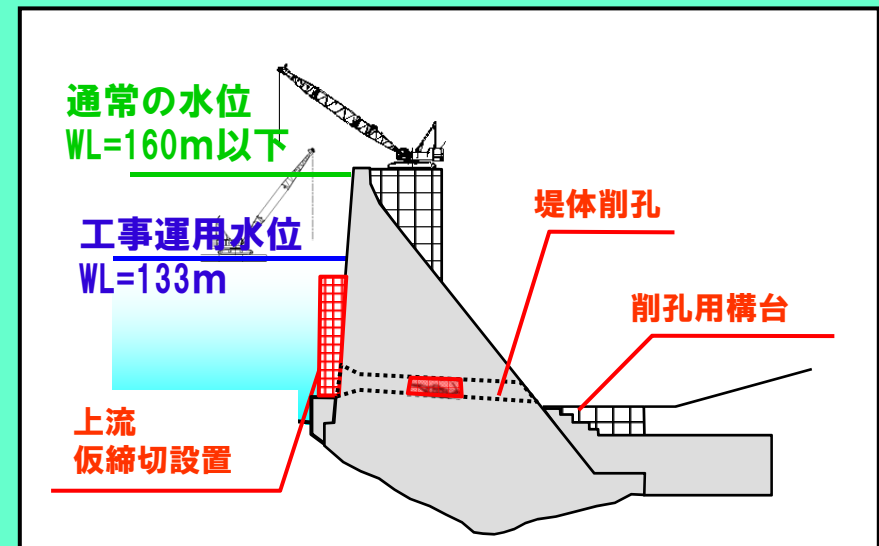 通常の水位
WL=160m以下
工事運用水位
WL=133m
堤体削孔
削孔用構台
上流
仮締切設置